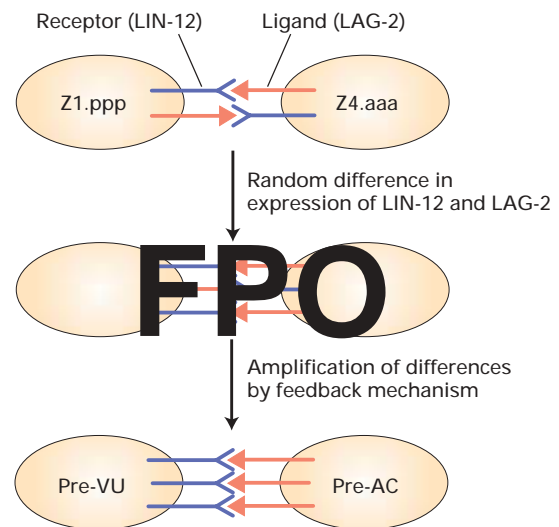 Receptor (LIN-12)
Ligand (LAG-2)
Z1.ppp
Z4.aaa
Random difference in
expression of LIN-12 and LAG-2
FPO
Amplification of differences
by feedback mechanism
Pre-VU
Pre-AC